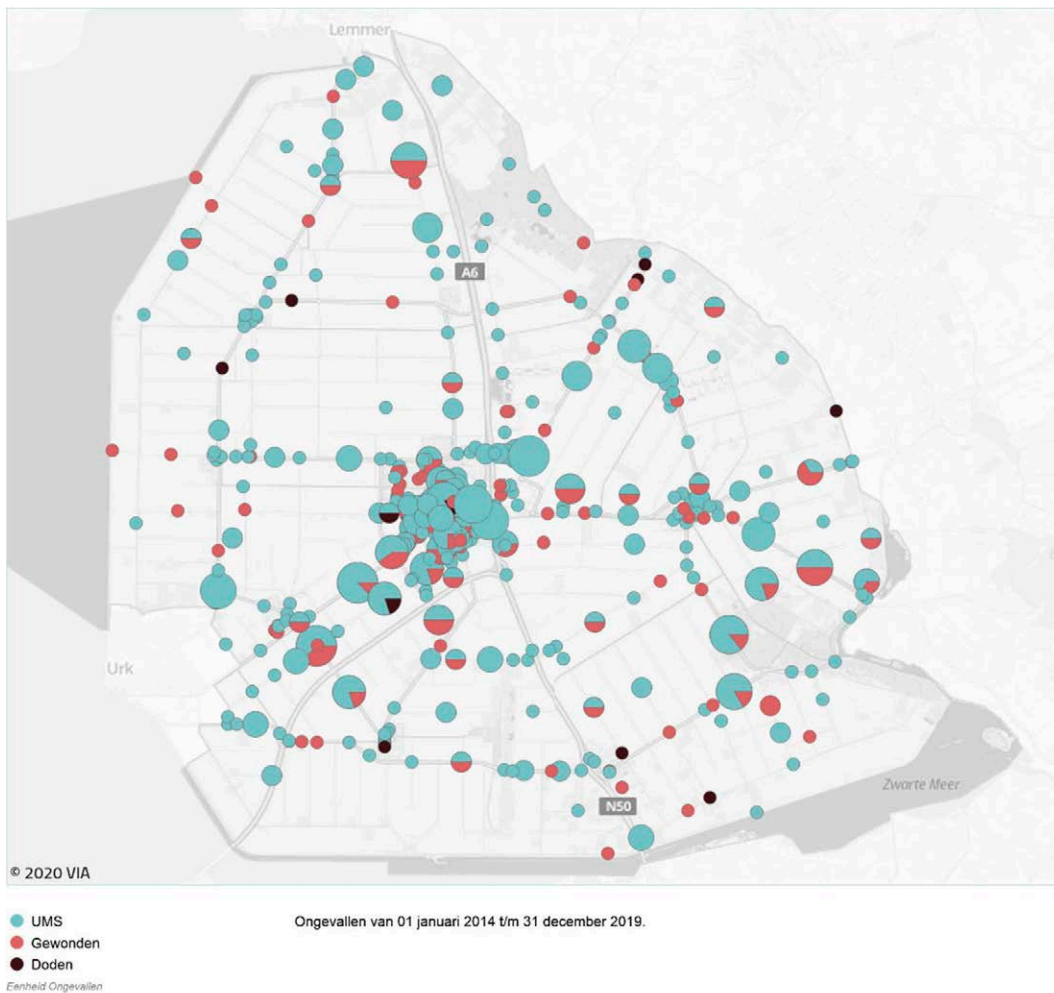 Lemmer
A6
Urk
Zwarte Meer
N50
© 2020 VIA
UMS
Ongevallen van 01 januari 2014 t/m 31 december 2019.
Gewonden
Doden
Eenheid Ongevallen